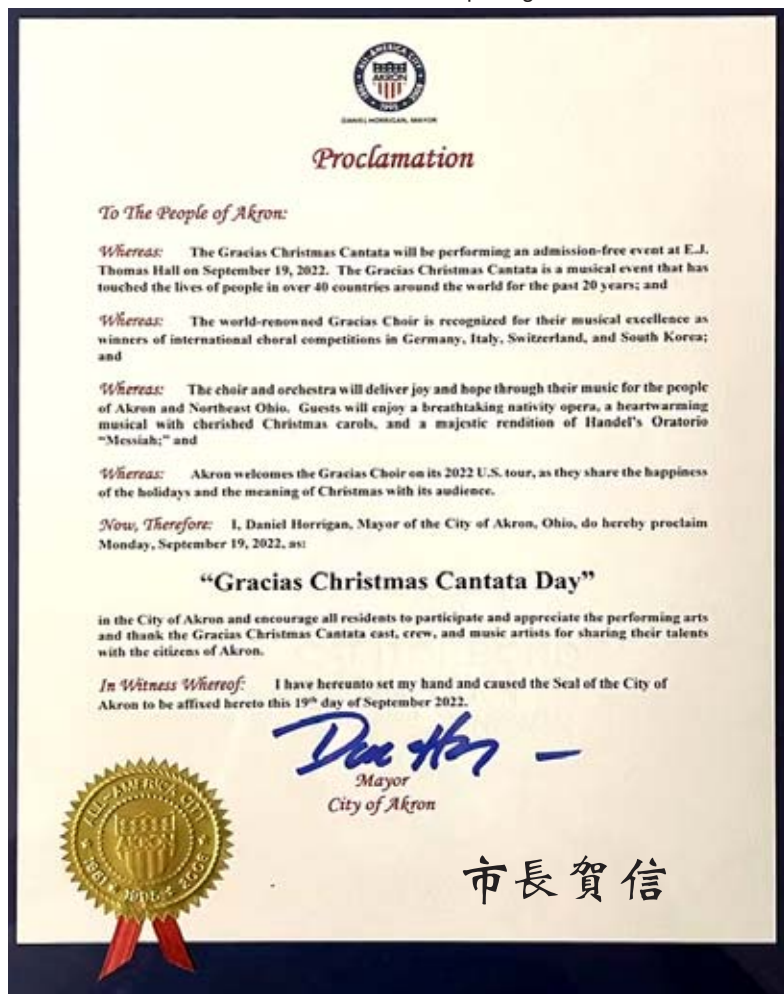 ALL-AMERICA CITY
AKRON
1981 • 1995 • 2008
DANIEL HORRIGAN, MAYOR
Proclamation
To The People of Akron:
Whereas: The Gracias Christmas Cantata will be performing an admission-free event at E.J.
Thomas Hall on September 19, 2022. The Gracias Christmas Cantata is a musical event that has
touched the lives of people in over 40 countries around the world for the past 20 years; and
Whereas: The world-renowned Gracias Choir is recognized for their musical excellence as
winners of international choral competitions in Germany, Italy, Switzerland, and South Korea;
and
Whereas: The choir and orchestra will deliver joy and hope through their music for the people
of Akron and Northeast Ohio. Guests will enjoy a breathtaking nativity opera, a heartwarming
musical with cherished Christmas carols, and a majestic rendition of Handel's Oratorio
“Messiah;” and
Whereas: Akron welcomes the Gracias Choir on its 2022 U.S. tour, as they share the happiness
of the holidays and the meaning of Christmas with its audience.
Now, Therefore: I, Daniel Horrigan, Mayor of the City of Akron, Ohio, do hereby proclaim
Monday, September 19, 2022, as:
“Gracias Christmas Cantata Day”
in the City of Akron and encourage all residents to participate and appreciate the performing arts
and thank the Gracias Christmas Cantata cast, crew, and music artists for sharing their talents
with the citizens of Akron.
In Witness Whereof: I have hereunto set my hand and caused the Seal of the City of
Akron to be affixed hereto this 19th day of September 2022.
Mayor
City of Akron
ALL-AMERICA CITY
AKRON
1981 1995 2008
市長賀信